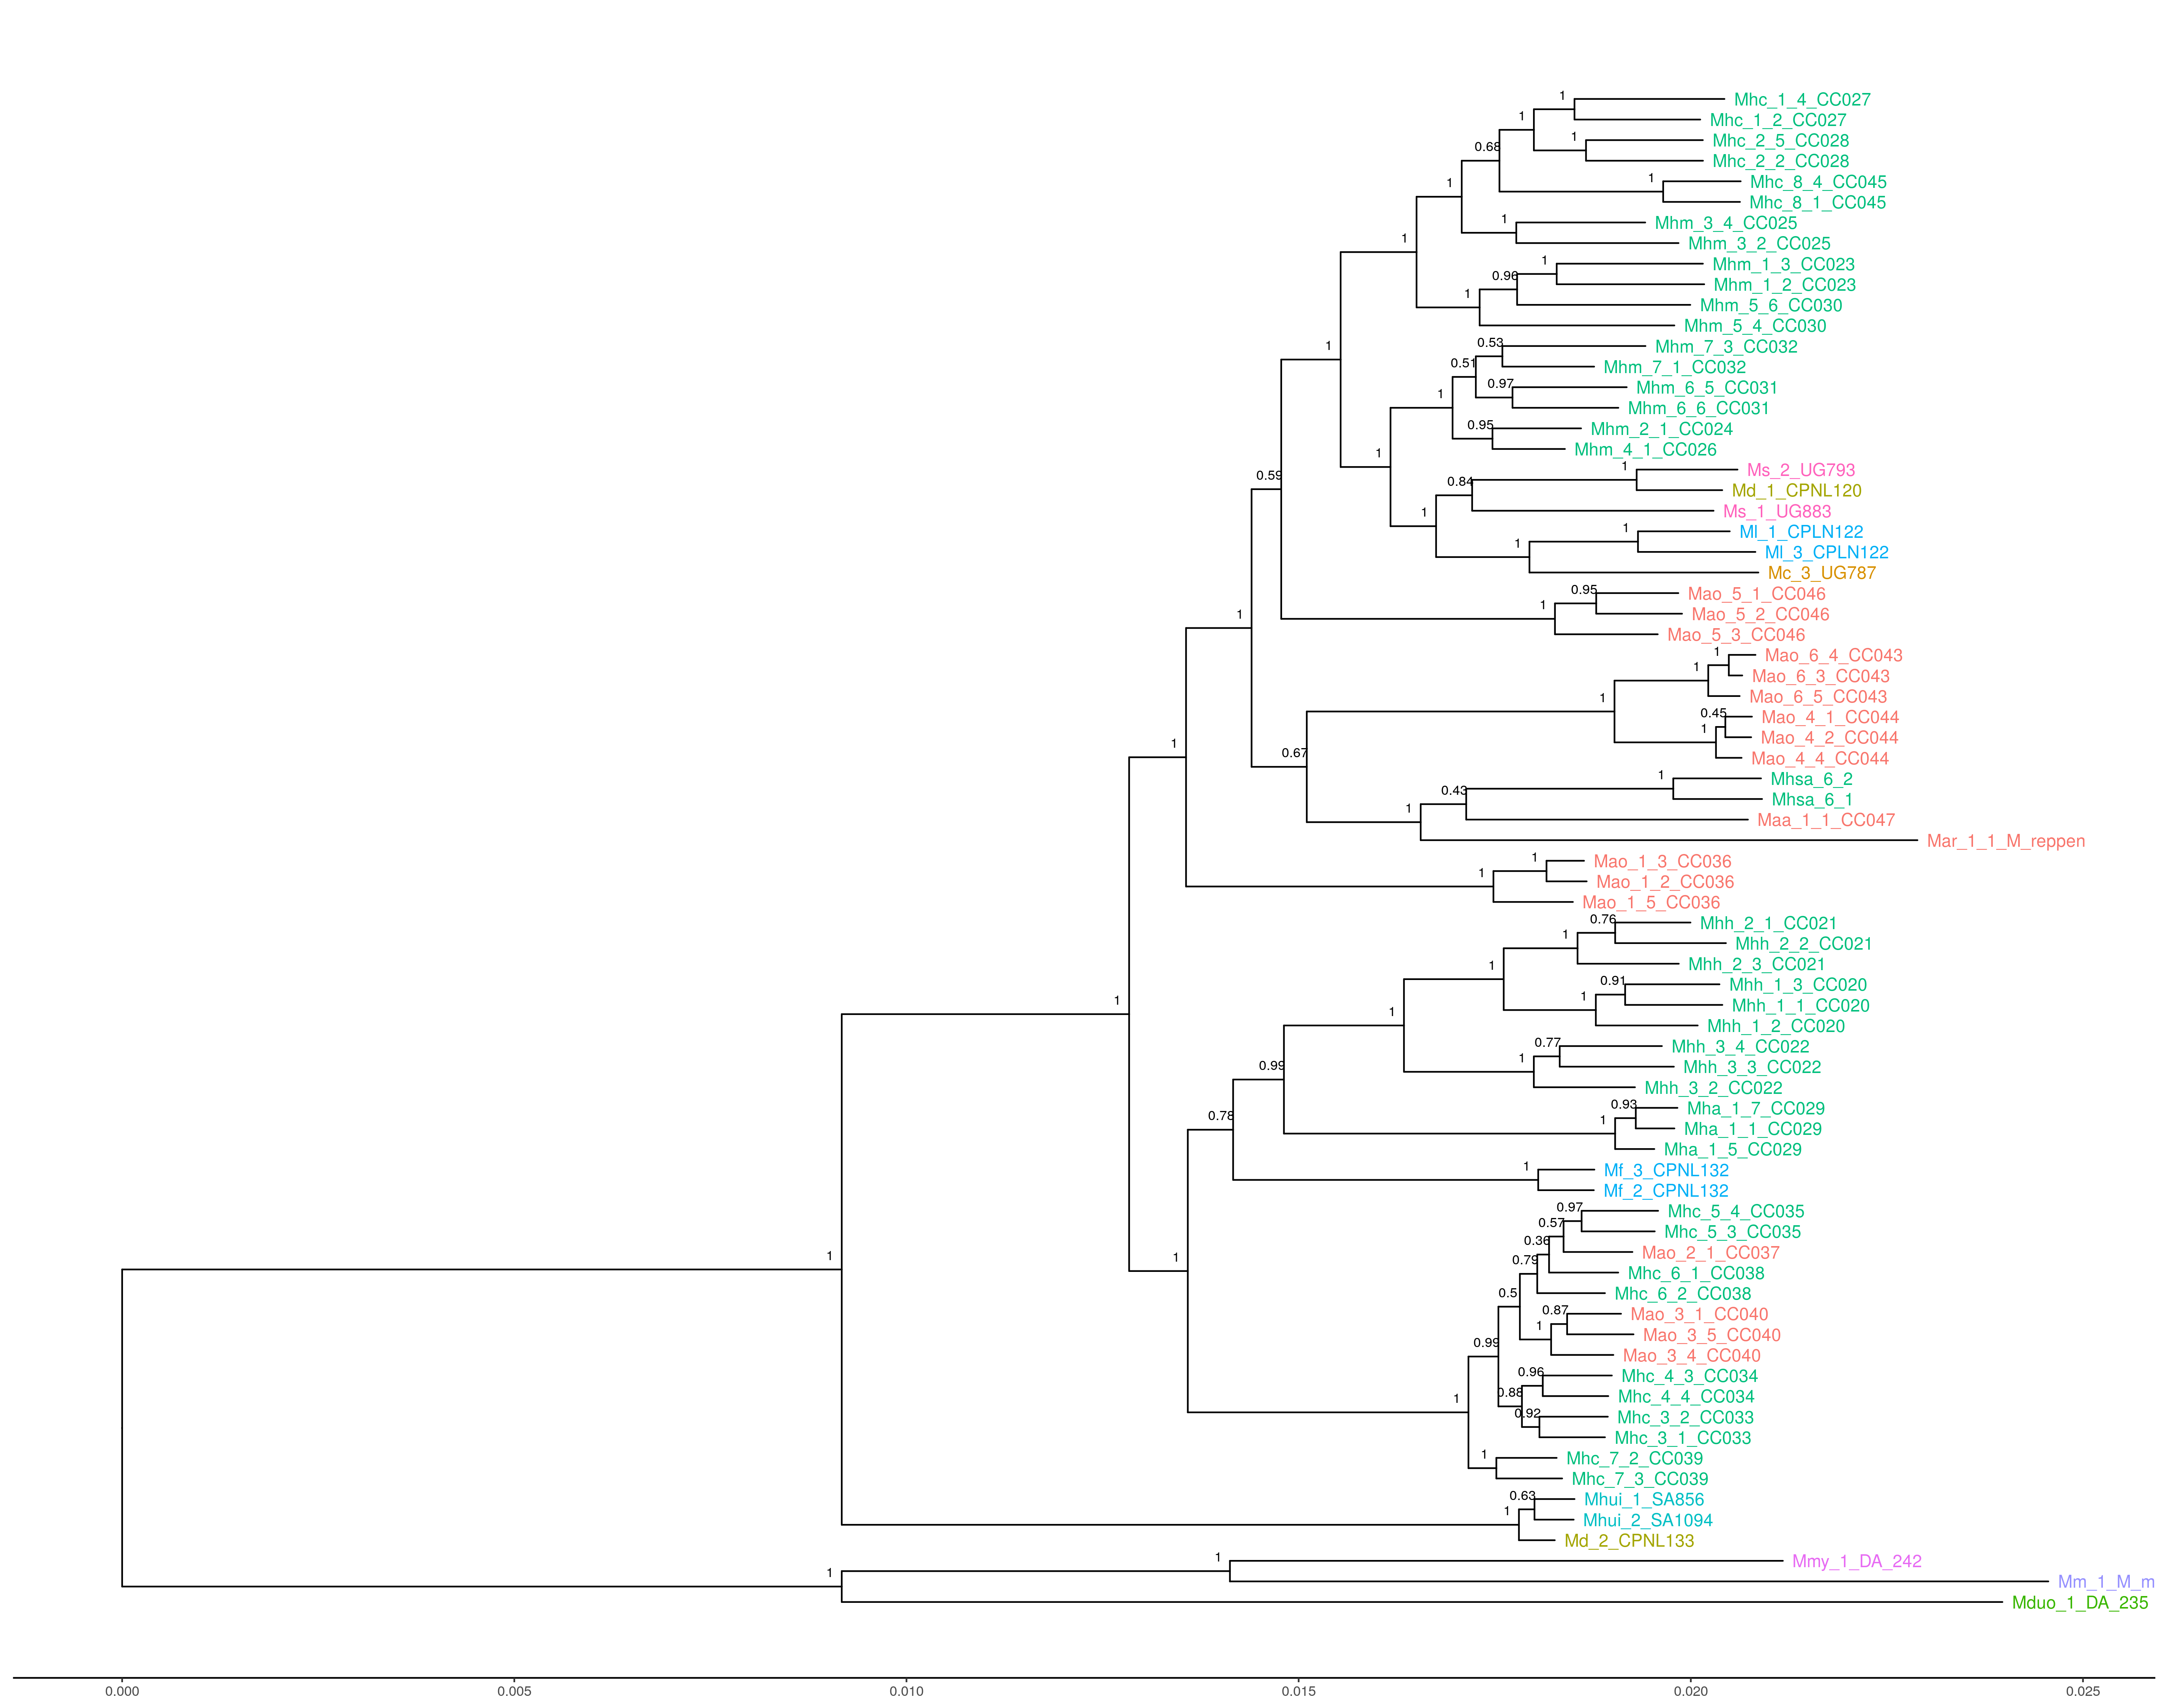 1
Mhc_1_4_CC027
1
Mhc_1_2_CC027
1
Mhc_2_5_CC028
0.68
Mhc_2_2_CC028
1
Mhc_8_4_CC045
1
Mhc_8_1_CC045
1
Mhm_3_4_CC025
1
Mhm_3_2_CC025
1
Mhm_1_3_CC023
0.96
Mhm_1_2_CC023
1
Mhm_5_6_CC030
Mhm_5_4_CC030
1
0.53
Mhm_7_3_CC032
0.51
Mhm_7_1_CC032
0.97
Mhm_6_5_CC031
1
Mhm_6_6_CC031
0.95
Mhm_2_1_CC024
1
Mhm_4_1_CC026
1
Ms_2_UG793
0.59
0.84
Md_1_CPNL120
1
Ms_1_UG883
1
Ml_1_CPLN122
1
Ml_3_CPLN122
Mc_3_UG787
0.95
Mao_5_1_CC046
1
Mao_5_2_CC046
1
Mao_5_3_CC046
1
Mao_6_4_CC043
1
Mao_6_3_CC043
1
Mao_6_5_CC043
0.45
Mao_4_1_CC044
1
Mao_4_2_CC044
1
0.67
Mao_4_4_CC044
1
Mhsa_6_2
0.43
Mhsa_6_1
1
Maa_1_1_CC047
Mar_1_1_M_reppen
1
Mao_1_3_CC036
1
Mao_1_2_CC036
Mao_1_5_CC036
0.76
Mhh_2_1_CC021
1
Mhh_2_2_CC021
1
Mhh_2_3_CC021
0.91
Mhh_1_3_CC020
1
Mhh_1_1_CC020
1
1
Mhh_1_2_CC020
0.77
Mhh_3_4_CC022
1
Mhh_3_3_CC022
0.99
Mhh_3_2_CC022
0.93
Mha_1_7_CC029
0.78
1
Mha_1_1_CC029
Mha_1_5_CC029
1
Mf_3_CPNL132
Mf_2_CPNL132
0.97
Mhc_5_4_CC035
0.57
Mhc_5_3_CC035
0.36
Mao_2_1_CC037
1
1
0.79
Mhc_6_1_CC038
0.5
Mhc_6_2_CC038
0.87
Mao_3_1_CC040
1
Mao_3_5_CC040
0.99
Mao_3_4_CC040
0.96
Mhc_4_3_CC034
1
0.88
Mhc_4_4_CC034
0.92
Mhc_3_2_CC033
Mhc_3_1_CC033
1
Mhc_7_2_CC039
Mhc_7_3_CC039
0.63
Mhui_1_SA856
1
Mhui_2_SA1094
Md_2_CPNL133
1
Mmy_1_DA_242
1
Mm_1_M_m
Mduo_1_DA_235
0.000
0.005
0.010
0.015
0.020
0.025